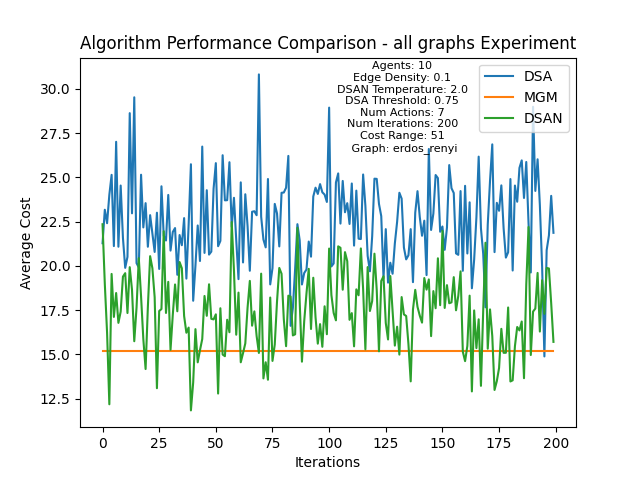 Algorithm Performance Comparison - all graphs Experiment
Agents: 10
Edge Density: 0.1
DSAN Temperature: 2.0
DSA Threshold: 0.75
Num Actions: 7
Num Iterations: 200
Cost Range: 51
Graph: erdos_renyi
DSA
MGM
DSAN
Average Cost
30.0
27.5
25.0
22.5
20.0
17.5
15.0
12.5
0 25 50 75 100 125 150 175 200
Iterations